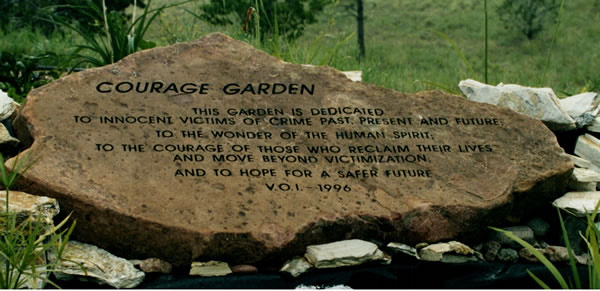 COURAGE GARDEN
THIS GARDEN IS DEDICATED
TO INNOCENT VICTIMS OF CRIME PAST, PRESENT AND FUTURE;
TO THE WONDER OF THE HUMAN SPIRIT;
TO THE COURAGE OF THOSE WHO RECLAIM THEIR LIVES
AND MOVE BEYOND VICTIMIZATION,
AND TO HOPE FOR A SAFER FUTURE
V.O.I. - 1996